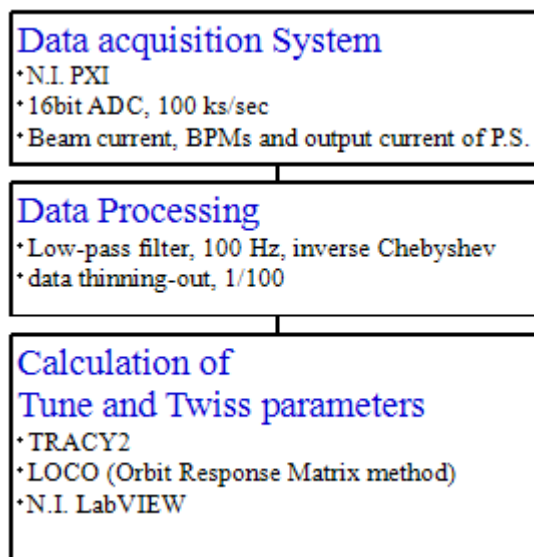 Data acquisition System
・N.I. PXI
・16bit ADC, 100 ks/sec
・Beam current, BPMs and output current of P.S.
Data Processing
・Low-pass filter, 100 Hz, inverse Chebyshev
・data thinning-out, 1/100
Calculation of
Tune and Twiss parameters
・TRACY2
・LOCO (Orbit Response Matrix method)
・N.I. LabVIEW